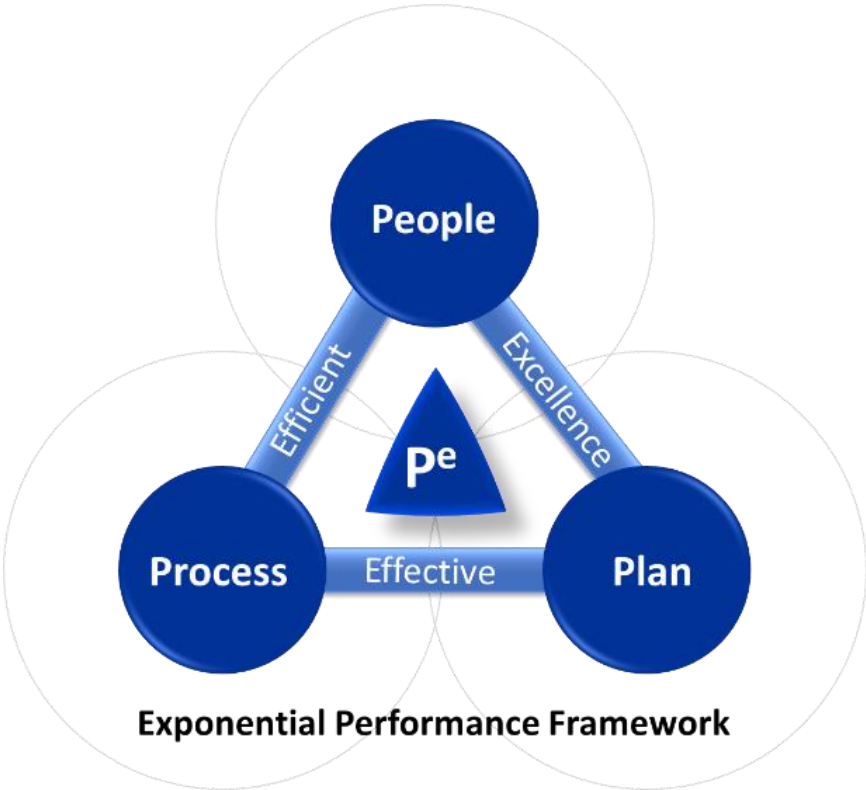 People
Efficient
Excellence
Pᵉ
Process
Effective
Plan
Exponential Performance Framework